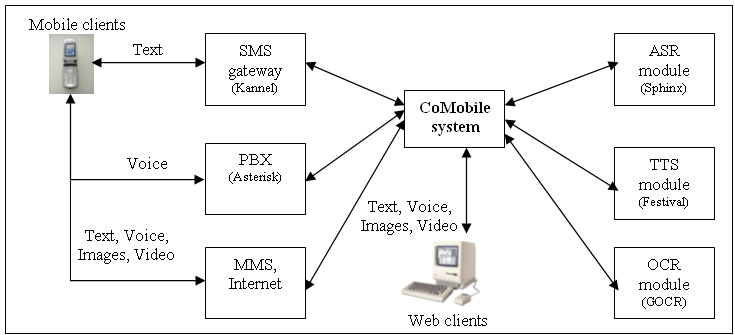 Mobile clients
Text
SMS
gateway
(Kannel)
ASR
module
(Sphinx)
CoMobile
system
Voice
PBX
(Asterisk)
TTS
module
(Festival)
Text, Voice,
Images, Video
Text, Voice,
Images, Video
MMS,
Internet
OCR
module
(GOCR)
Web clients